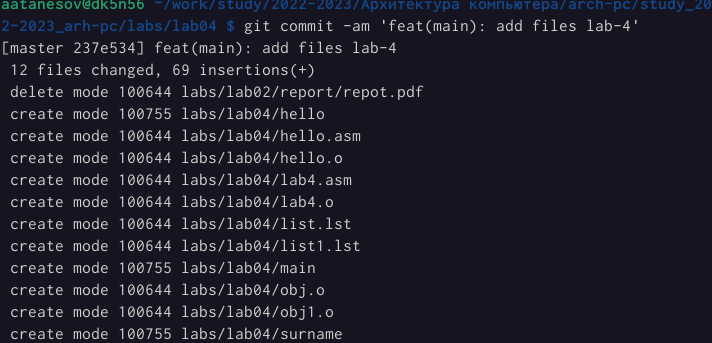 aatanesov@dk5n56 ~/work/study/2022-2023/Архитектура компьютера/arch-pc/study_20
2-2023_arh-pc/labs/lab04 $ git commit -am 'feat(main): add files lab-4'
[master 237e534] feat(main): add files lab-4
12 files changed, 69 insertions(+)
delete mode 100644 labs/lab02/report/repot.pdf
create mode 100755 labs/lab04/hello
create mode 100644 labs/lab04/hello.asm
create mode 100644 labs/lab04/hello.o
create mode 100644 labs/lab04/lab4.asm
create mode 100644 labs/lab04/lab4.o
create mode 100644 labs/lab04/list.lst
create mode 100644 labs/lab04/list1.lst
create mode 100755 labs/lab04/main
create mode 100644 labs/lab04/obj.o
create mode 100644 labs/lab04/obj1.o
create mode 100755 labs/lab04/surname